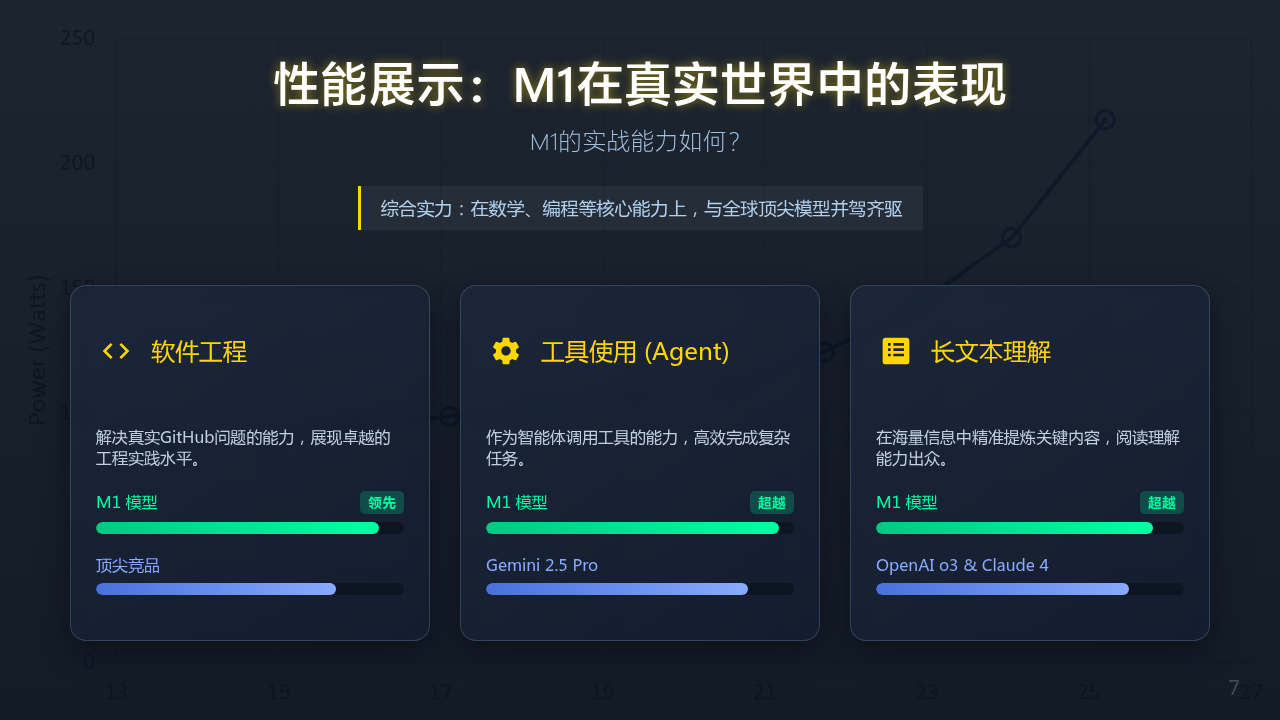 性能展示：M1在真实世界中的表现
M1的实战能力如何？
综合实力：在数学、编程等核心能力上，与全球顶尖模型并驾齐驱
软件工程
解决真实GitHub问题的能力，展现卓越的
工程实践水平。
M1 模型
领先
顶尖竞品
工具使用 (Agent)
作为智能体调用工具的能力，高效完成复杂
任务。
M1 模型
超越
Gemini 2.5 Pro
长文本理解
在海量信息中精准提炼关键内容，阅读理解
能力出众。
M1 模型
超越
OpenAI o3 & Claude 4
250
200
Power (Watts)
0
13
15
17
19
21
23
25
27
7